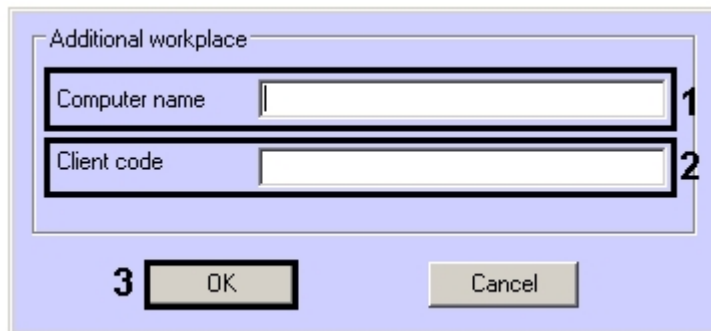 Additional workplace
Computer name 1
Client code 2
3 OK Cancel